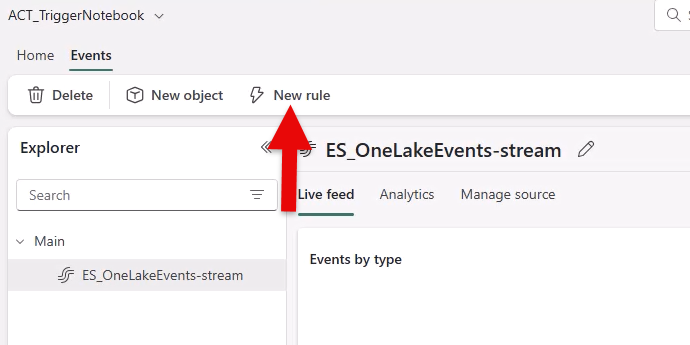 ACT_TriggerNotebook
Home Events
Delete New object New rule
Explorer
ES_OneLakeEvents-stream
Search
Live feed Analytics Manage source
Main
Events by type
ES_OneLakeEvents-stream